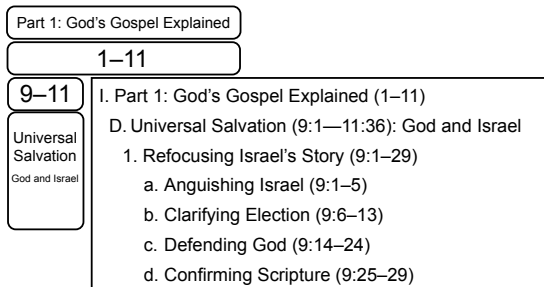 Part 1: God's Gospel Explained
1–11
9–11
Universal
Salvation
God and Israel
I. Part 1: God's Gospel Explained (1–11)
D. Universal Salvation (9:1—11:36): God and Israel
1. Refocusing Israel's Story (9:1–29)
a. Anguishing Israel (9:1–5)
b. Clarifying Election (9:6–13)
c. Defending God (9:14–24)
d. Confirming Scripture (9:25–29)